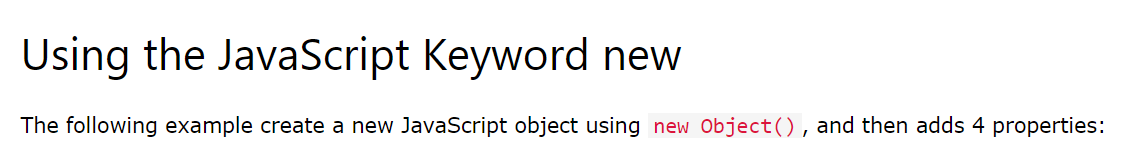 Using the JavaScript Keyword new
The following example create a new JavaScript object using new Object(), and then adds 4 properties: